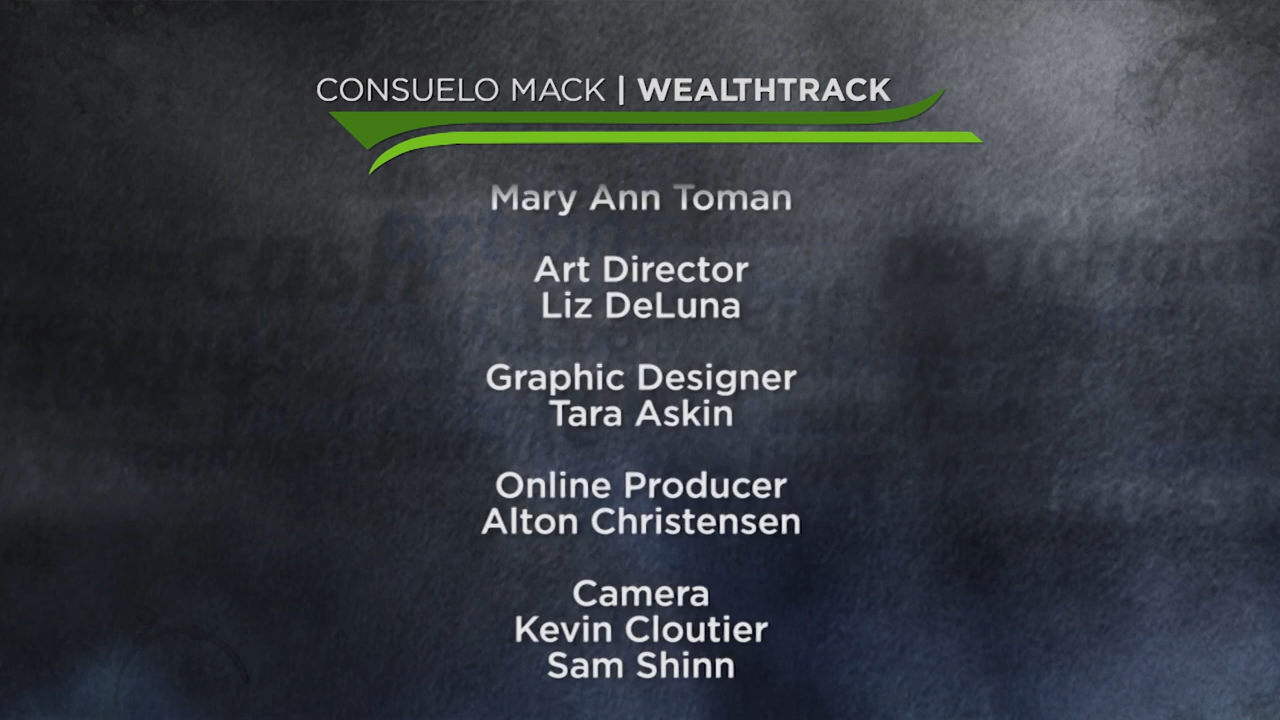 CONSUELO MACK | WEALTHTRACK
Mary Ann Toman
Art Director
Liz DeLuna
Graphic Designer
Tara Askin
Online Producer
Alton Christensen
Camera
Kevin Cloutier
Sam Shinn